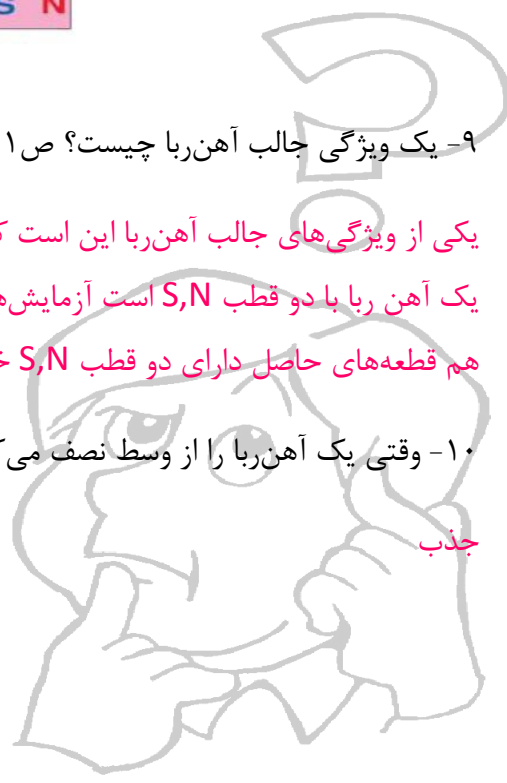 S N
۹- یک ویژگی جالب آهن‌ربا چیست؟ ص۱
یکی از ویژگی‌های جالب آهن‌ربا این است
یک آهن ربا با دو قطب S,N است آزمایش‌
هم قطعه‌های حاصل دارای دو قطب S,N
۱۰- وقتی یک آهن‌ربا را از وسط نصف می‌
جذب